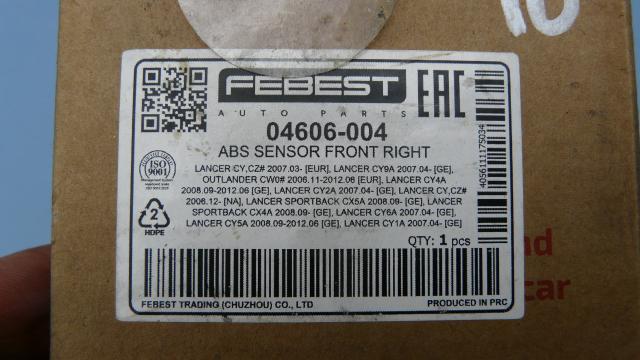 10
FEBEST
EAC
AUTO PARTS
04606-004
ABS SENSOR FRONT RIGHT
LANCER CY,CZ# 2007.03- [EUR], LANCER CY9A 2007.04- [GE],
OUTLANDER CW0# 2006.11-2012.06 [EUR], LANCER CY4A
2008.09-2012.06 [GE], LANCER CY2A 2007.04- [GE], LANCER CY,CZ#
2006.12- [NA], LANCER SPORTBACK CX5A 2008.09- [GE], LANCER
SPORTBACK CX4A 2008.09- [GE], LANCER CY6A 2007.04- [GE],
LANCER CY5A 2008.09-2012.06 [GE], LANCER CY1A 2007.04- [GE]
ISO
9001
2
HDPE
4056111175034
QTY: 1 pcs
nd
car
FEBEST TRADING (CHUZHOU) CO., LTD
PRODUCED IN PRC